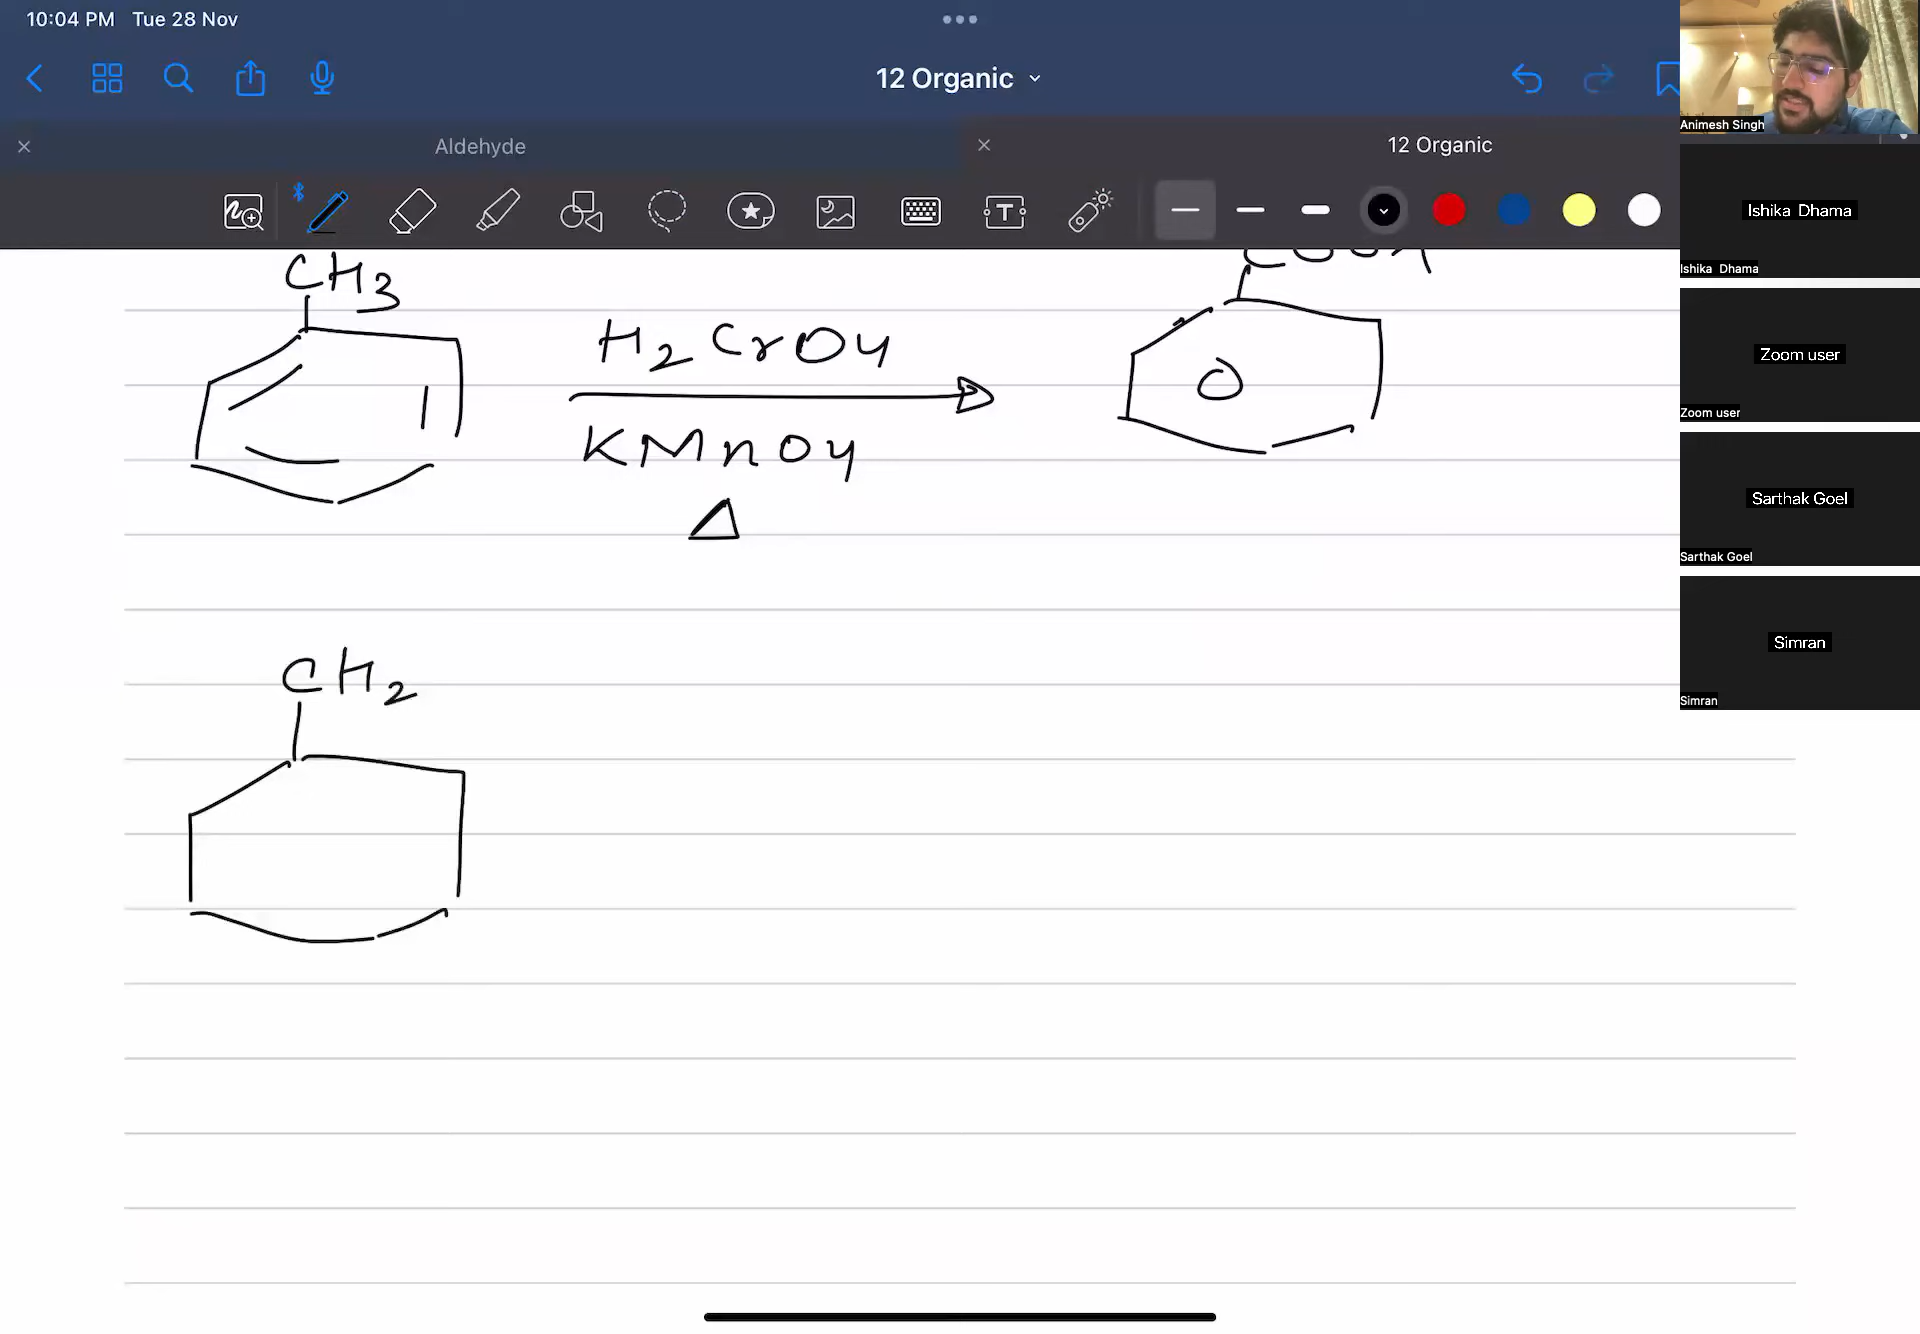 10:04 PM Tue 28 Nov
12 Organic
Aldehyde
12 Organic
T
Animesh Singh
Ishika Dhama
Ishika Dhama
Zoom user
Zoom user
Sarthak Goel
Sarthak Goel
Simran
Simran
CH3
H2CrO4
KMnO4
Δ
CH2